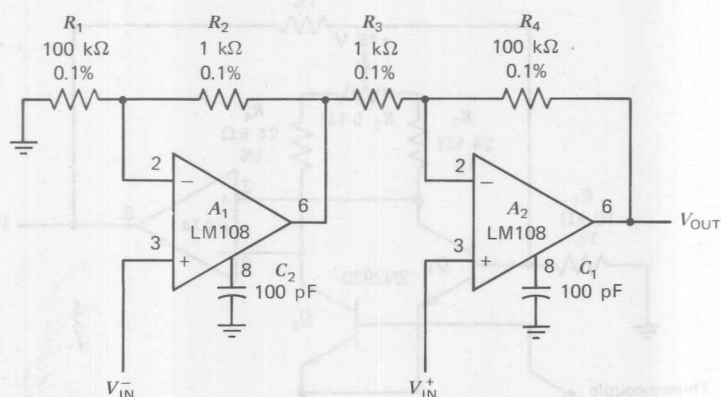 R1 R2 R3 R4
100 kΩ 1 kΩ 1 kΩ 100 kΩ
0.1% 0.1% 0.1% 0.1%
2 − 2 −
A1 6 A2 6
LM108 LM108 VOUT
3 + 3 +
8 C2 8 C1
100 pF 100 pF
V−IN V+IN